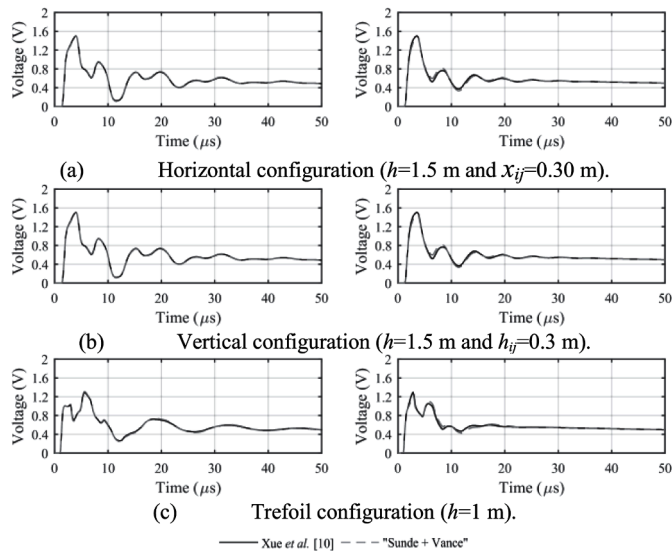 Voltage (V)
2
1.6
1.2
0.8
0.4
0
0 10 20 30 40 50
Time (μs)
Voltage (V)
2
1.6
1.2
0.8
0.4
0
0 10 20 30 40 50
Time (μs)
(a) Horizontal configuration (h=1.5 m and xij=0.30 m).
Voltage (V)
2
1.6
1.2
0.8
0.4
0
0 10 20 30 40 50
Time (μs)
Voltage (V)
2
1.6
1.2
0.8
0.4
0
0 10 20 30 40 50
Time (μs)
(b) Vertical configuration (h=1.5 m and hij=0.3 m).
Voltage (V)
2
1.6
1.2
0.8
0.4
0
0 10 20 30 40 50
Time (μs)
Voltage (V)
2
1.6
1.2
0.8
0.4
0
0 10 20 30 40 50
Time (μs)
(c) Trefoil configuration (h=1 m).
Xue et al. [10] "Sunde + Vance"